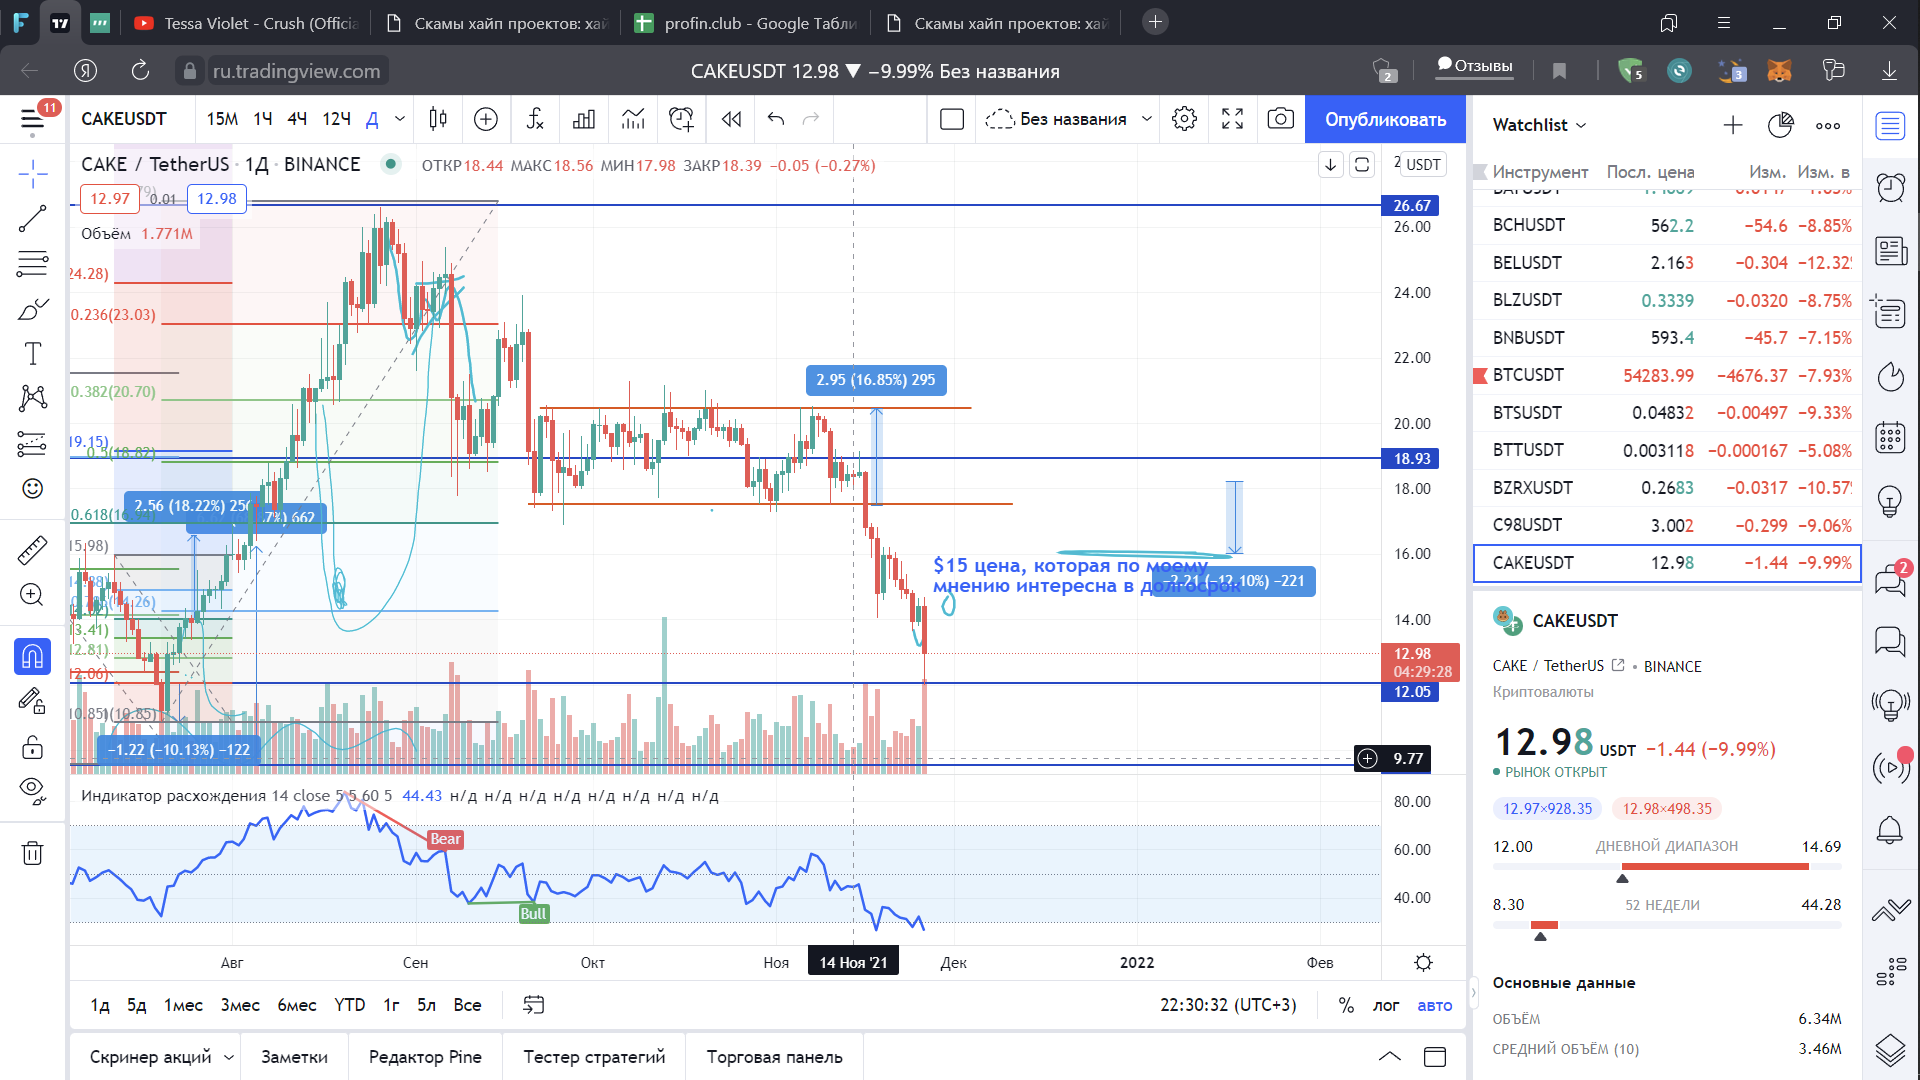 Tessa Violet - Crush (Officia
Скамы хайп проектов: хай
profin.club - Google Табли
Скамы хайп проектов: хай
ru.tradingview.com
CAKEUSDT 12.98 ▼ −9.99% Без названия
2
Отзывы
5
3
11
CAKEUSDT 15М 1Ч 4Ч 12Ч Д
Без названия
Опубликовать
CAKE / TetherUS · 1Д · BINANCE
ОТКР18.44 МАКС18.56 МИН17.98 ЗАКР18.39 −0.05 (−0.27%)
USDT
12.97 0.01 12.98
Объём 1.771M
24.28)
0.236(23.03)
0.382(20.70)
19.15)
0.5(18.82)
2.56 (18.22%) 256
7%) 662
0.618(16.94)
15.98)
14.26)
13.41)
12.81)
12.06)
10.85)1(10.85)
−1.22 (−10.13%) −122
2.95 (16.85%) 295
$15 цена, которая по моему
мнению интересна в долгосрок
−2.21 (−12.10%) −221
26.67
26.00
24.00
22.00
20.00
18.93
18.00
16.00
14.00
12.98
04:29:28
12.05
9.77
Индикатор расхождения 14 close 5 5 60 5 44.43 н/д н/д н/д н/д н/д н/д н/д н/д
Bear
Bull
80.00
60.00
40.00
Авг Сен Окт Ноя 14 Ноя '21 Дек 2022 Фев
1д 5д 1мес 3мес 6мес YTD 1г 5л Все
22:30:32 (UTC+3) % лог авто
Скринер акций Заметки Редактор Pine Тестер стратегий Торговая панель
Watchlist
Инструмент Посл. цена Изм. Изм. в
BCHUSDT 562.2 −54.6 −8.85%
BELUSDT 2.163 −0.304 −12.32
BLZUSDT 0.3339 −0.0320 −8.75%
BNBUSDT 593.4 −45.7 −7.15%
BTCUSDT 54283.99 −4676.37 −7.93%
BTSUSDT 0.04832 −0.00497 −9.33%
BTTUSDT 0.003118 −0.000167 −5.08%
BZRXUSDT 0.2683 −0.0317 −10.57
C98USDT 3.002 −0.299 −9.06%
CAKEUSDT 12.98 −1.44 −9.99%
CAKEUSDT
CAKE / TetherUS • BINANCE
Криптовалюты
12.98 USDT −1.44 (−9.99%)
РЫНОК ОТКРЫТ
12.97×928.35 12.98×498.35
12.00 ДНЕВНОЙ ДИАПАЗОН 14.69
8.30 52 НЕДЕЛИ 44.28
Основные данные
ОБЪЁМ 6.34M
СРЕДНИЙ ОБЪЁМ (10) 3.46M
2